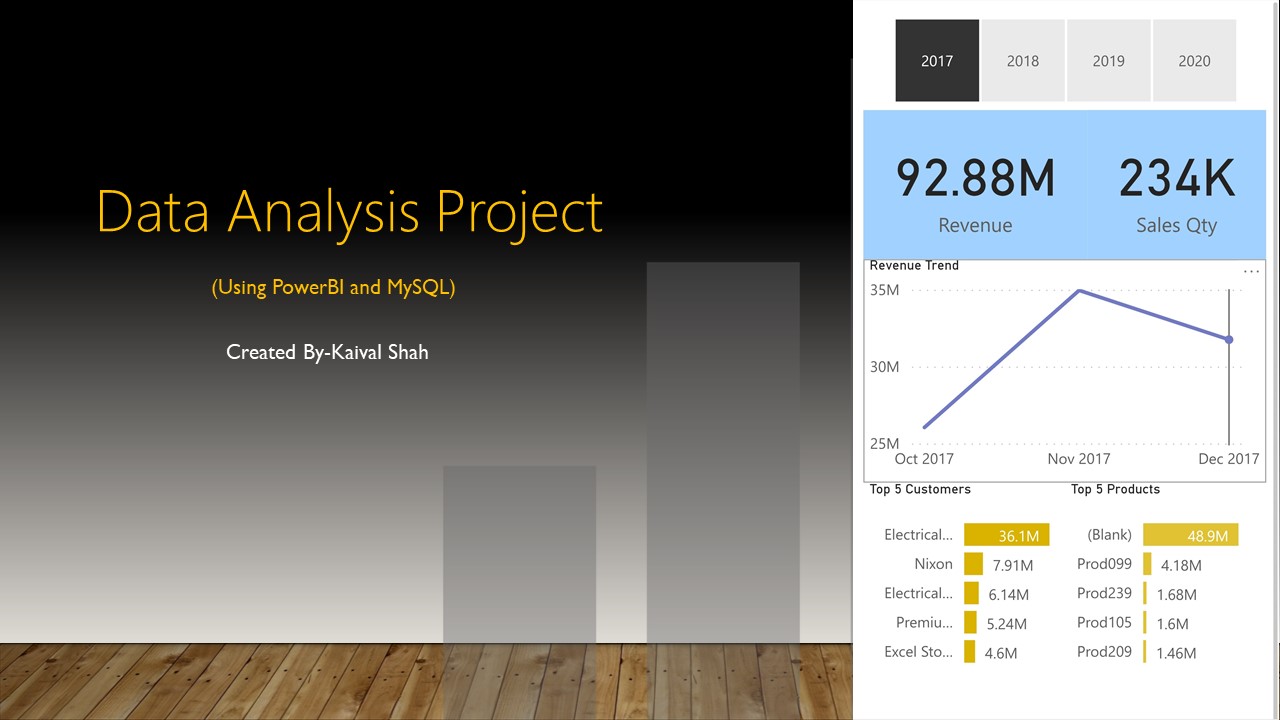 Data Analysis Project
(Using PowerBI and MySQL)
Created By-Kaival Shah
2017 2018 2019 2020
92.88M 234K
Revenue Sales Qty
Revenue Trend
35M
30M
25M
Oct 2017 Nov 2017 Dec 2017
Top 5 Customers
Electrical... 36.1M
Nixon 7.91M
Electrical... 6.14M
Premiu... 5.24M
Excel Sto... 4.6M
Top 5 Products
(Blank) 48.9M
Prod099 4.18M
Prod239 1.68M
Prod105 1.6M
Prod209 1.46M